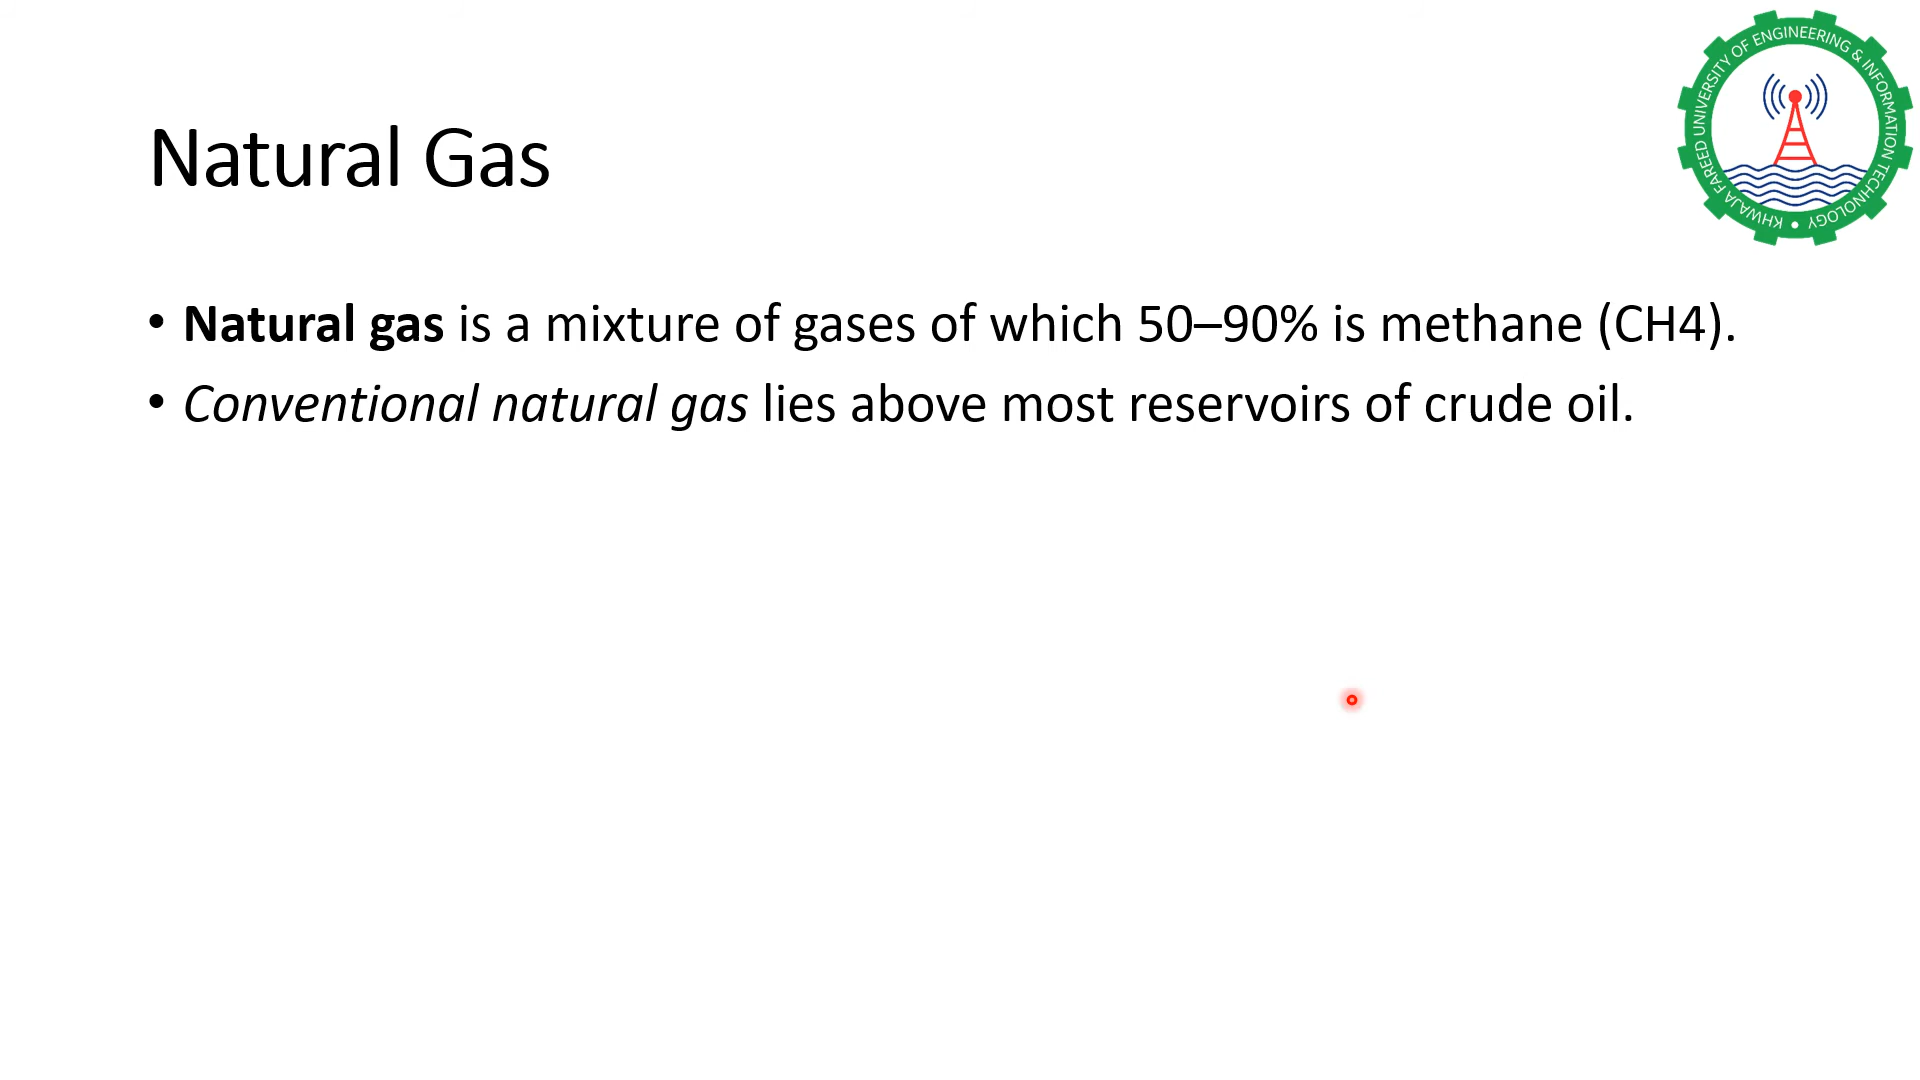 Natural Gas
• Natural gas is a mixture of gases of which 50–90% is methane (CH4).
• Conventional natural gas lies above most reservoirs of crude oil.
KHWAJA FAREED UNIVERSITY OF ENGINEERING & INFORMATION TECHNOLOGY •